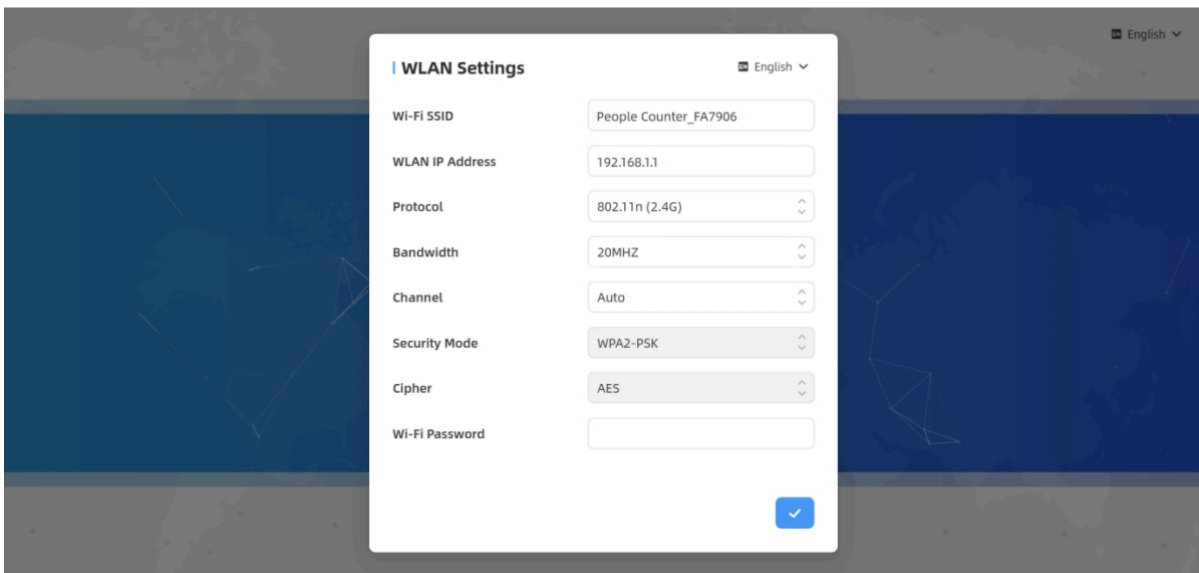 English
WLAN Settings
English
Wi-Fi SSID
People Counter_FA7906
WLAN IP Address
192.168.1.1
Protocol
802.11n (2.4G)
Bandwidth
20MHZ
Channel
Auto
Security Mode
WPA2-PSK
Cipher
AES
Wi-Fi Password